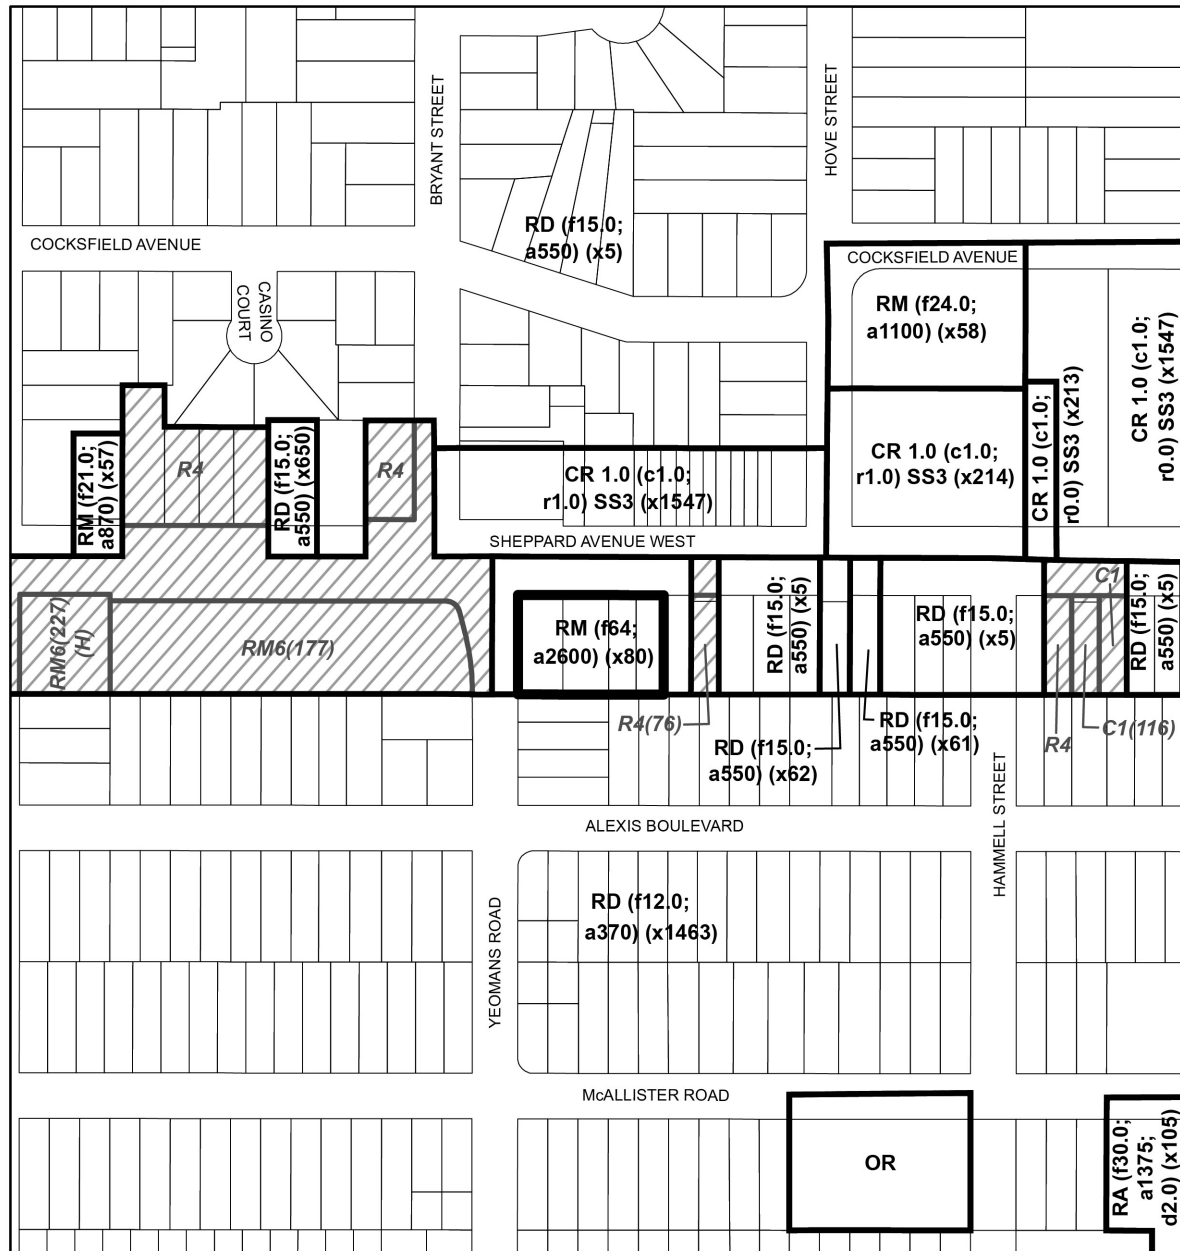 BRYANT STREET
HOVE STREET
RD (f15.0;
a550) (x5)
COCKSFIELD AVENUE
COCKSFIELD AVENUE
CASINO
COURT
RM (f24.0;
a1100) (x58)
CR 1.0 (c1.0;
r0.0) SS3 (x1547)
CR 1.0 (c1.0;
r0.0) SS3 (x213)
RM (f21.0;
a870) (x57)
R4
RD (f15.0;
a550) (x650)
R4
CR 1.0 (c1.0;
r1.0) SS3 (x1547)
CR 1.0 (c1.0;
r1.0) SS3 (x214)
SHEPPARD AVENUE WEST
RM6(227)
(H)
RM6(177)
RM (f64;
a2600) (x80)
RD (f15.0;
a550) (x5)
RD (f15.0;
a550) (x5)
C1
RD (f15.0;
a550) (x5)
R4(76)
RD (f15.0;
a550) (x62)
RD (f15.0;
a550) (x61)
R4
C1(116)
ALEXIS BOULEVARD
HAMMELL STREET
YEOMANS ROAD
RD (f12.0;
a370) (x1463)
McALLISTER ROAD
OR
RA (f30.0;
a1375;
d2.0) (x105)